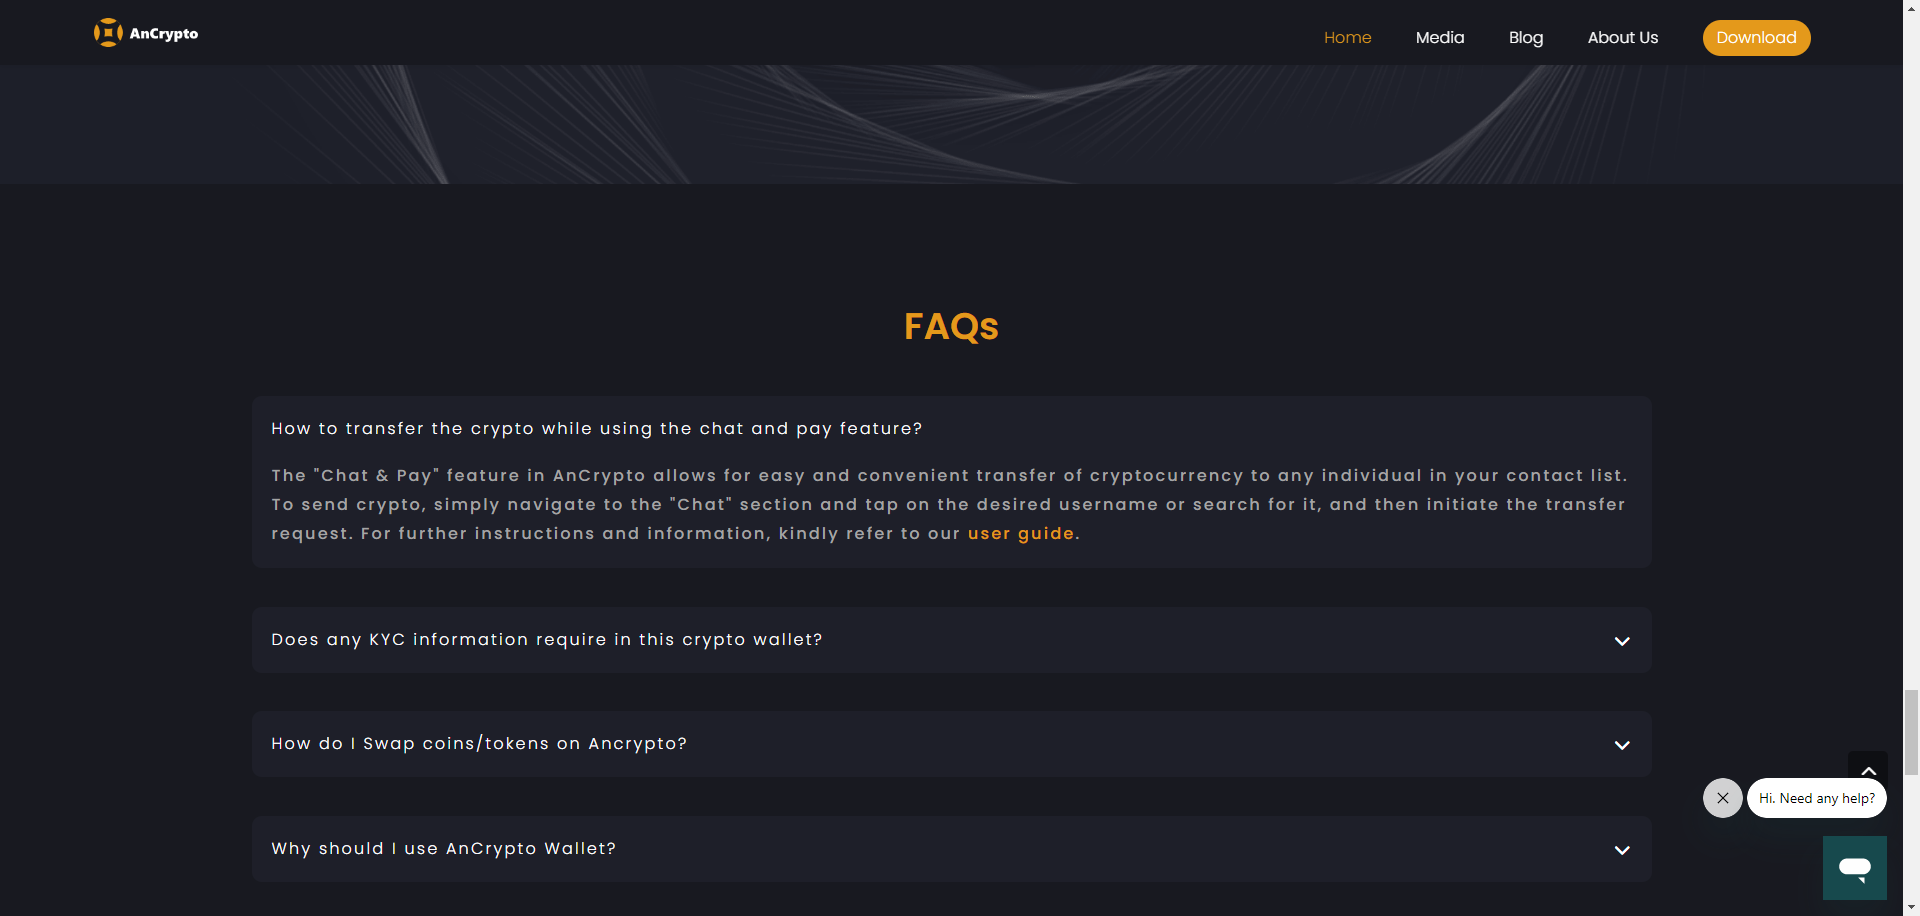 AnCrypto
Home
Media
Blog
About Us
Download
FAQs
How to transfer the crypto while using the chat and pay feature?
The "Chat & Pay" feature in AnCrypto allows for easy and convenient transfer of cryptocurrency to any individual in your contact list.
To send crypto, simply navigate to the "Chat" section and tap on the desired username or search for it, and then initiate the transfer
request. For further instructions and information, kindly refer to our user guide.
Does any KYC information require in this crypto wallet?
How do I Swap coins/tokens on Ancrypto?
Hi. Need any help?
Why should I use AnCrypto Wallet?